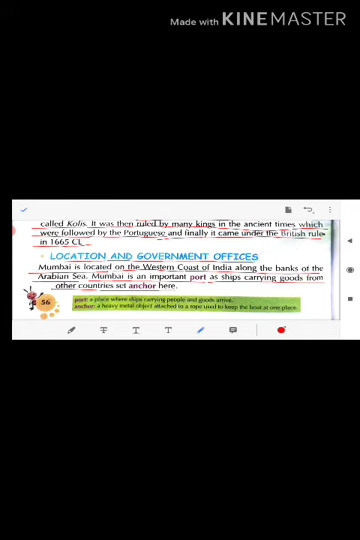 Made with KINEMASTER
called Kolis. It was then ruled by many kings in the ancient times which
were followed by the Portuguese and finally it came under the British rule
in 1665 CE.
LOCATION AND GOVERNMENT OFFICES
Mumbai is located on the Western Coast of India along the banks of the
Arabian Sea. Mumbai is an important port as ships carrying goods from
other countries set anchor here.
56
port: a place where ships carrying people and goods arrive.
anchor: a heavy metal object attached to a rope used to keep the boat at one place.